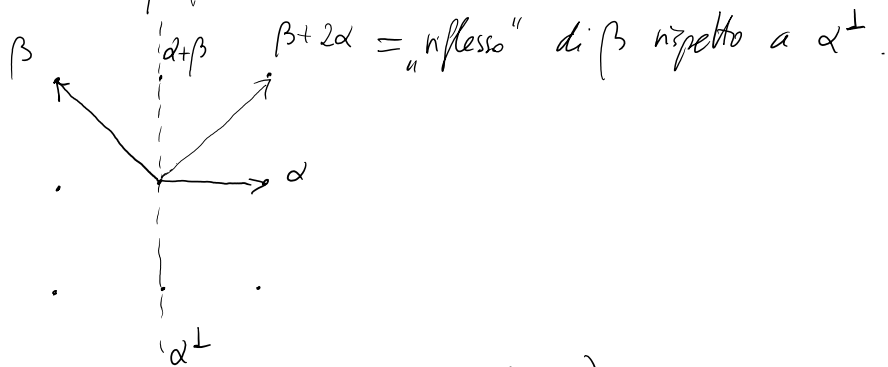 β α+β β+2α = „riflesso“ di β rispetto a α⊥.
α
α⊥